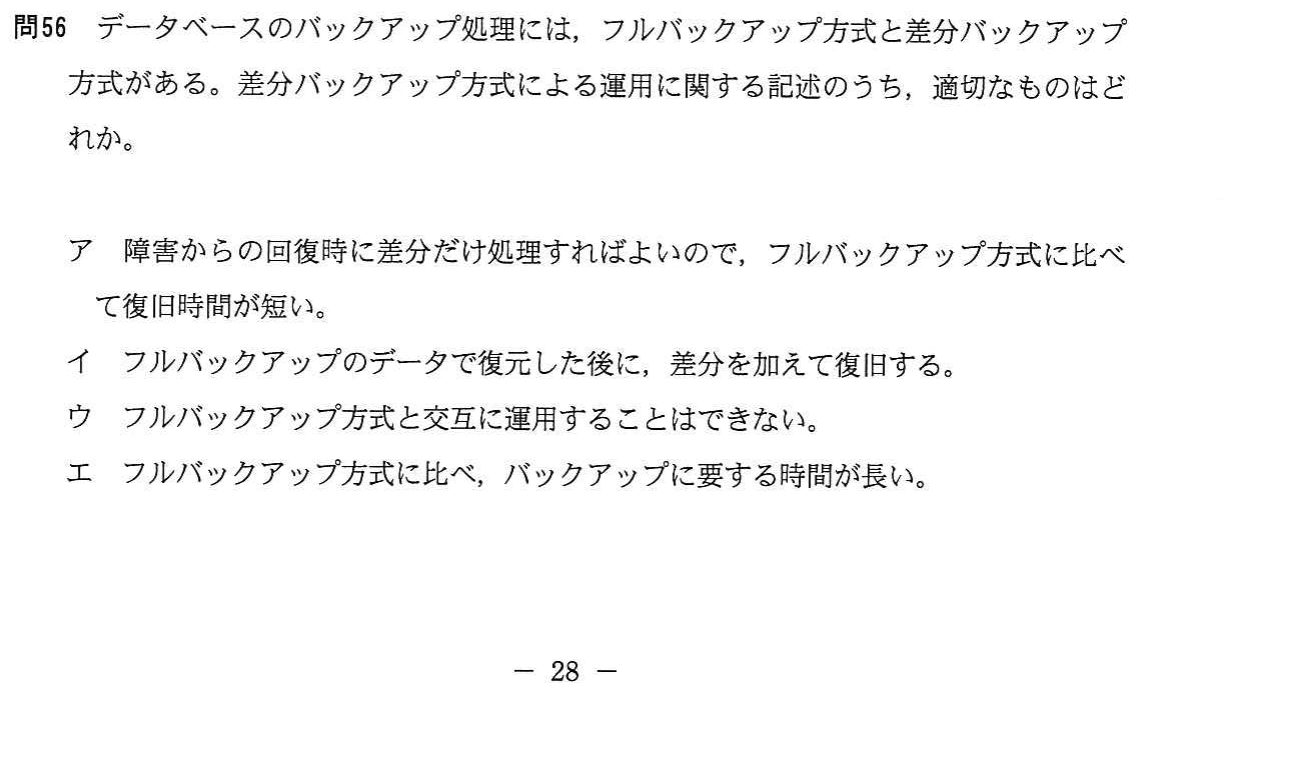 問56 データベースのバックアップ処理には，フルバックアップ方式と差分バックアップ
方式がある。差分バックアップ方式による運用に関する記述のうち，適切なものはど
れか。
ア 障害からの回復時に差分だけ処理すればよいので，フルバックアップ方式に比べ
て復旧時間が短い。
イ フルバックアップのデータで復元した後に，差分を加えて復旧する。
ウ フルバックアップ方式と交互に運用することはできない。
エ フルバックアップ方式に比べ，バックアップに要する時間が長い。
－ 28 －